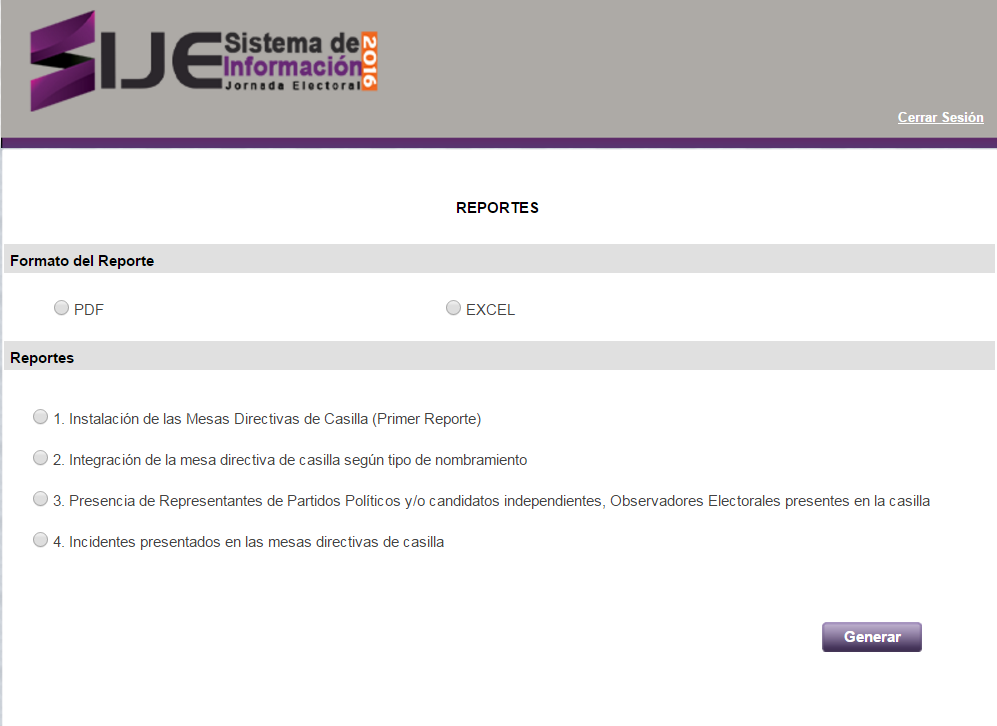 SIJE Sistema de Información Jornada Electoral 2016
Cerrar Sesión
REPORTES
Formato del Reporte
PDF EXCEL
Reportes
1. Instalación de las Mesas Directivas de Casilla (Primer Reporte)
2. Integración de la mesa directiva de casilla según tipo de nombramiento
3. Presencia de Representantes de Partidos Políticos y/o candidatos independientes, Observadores Electorales presentes en la casilla
4. Incidentes presentados en las mesas directivas de casilla
Generar